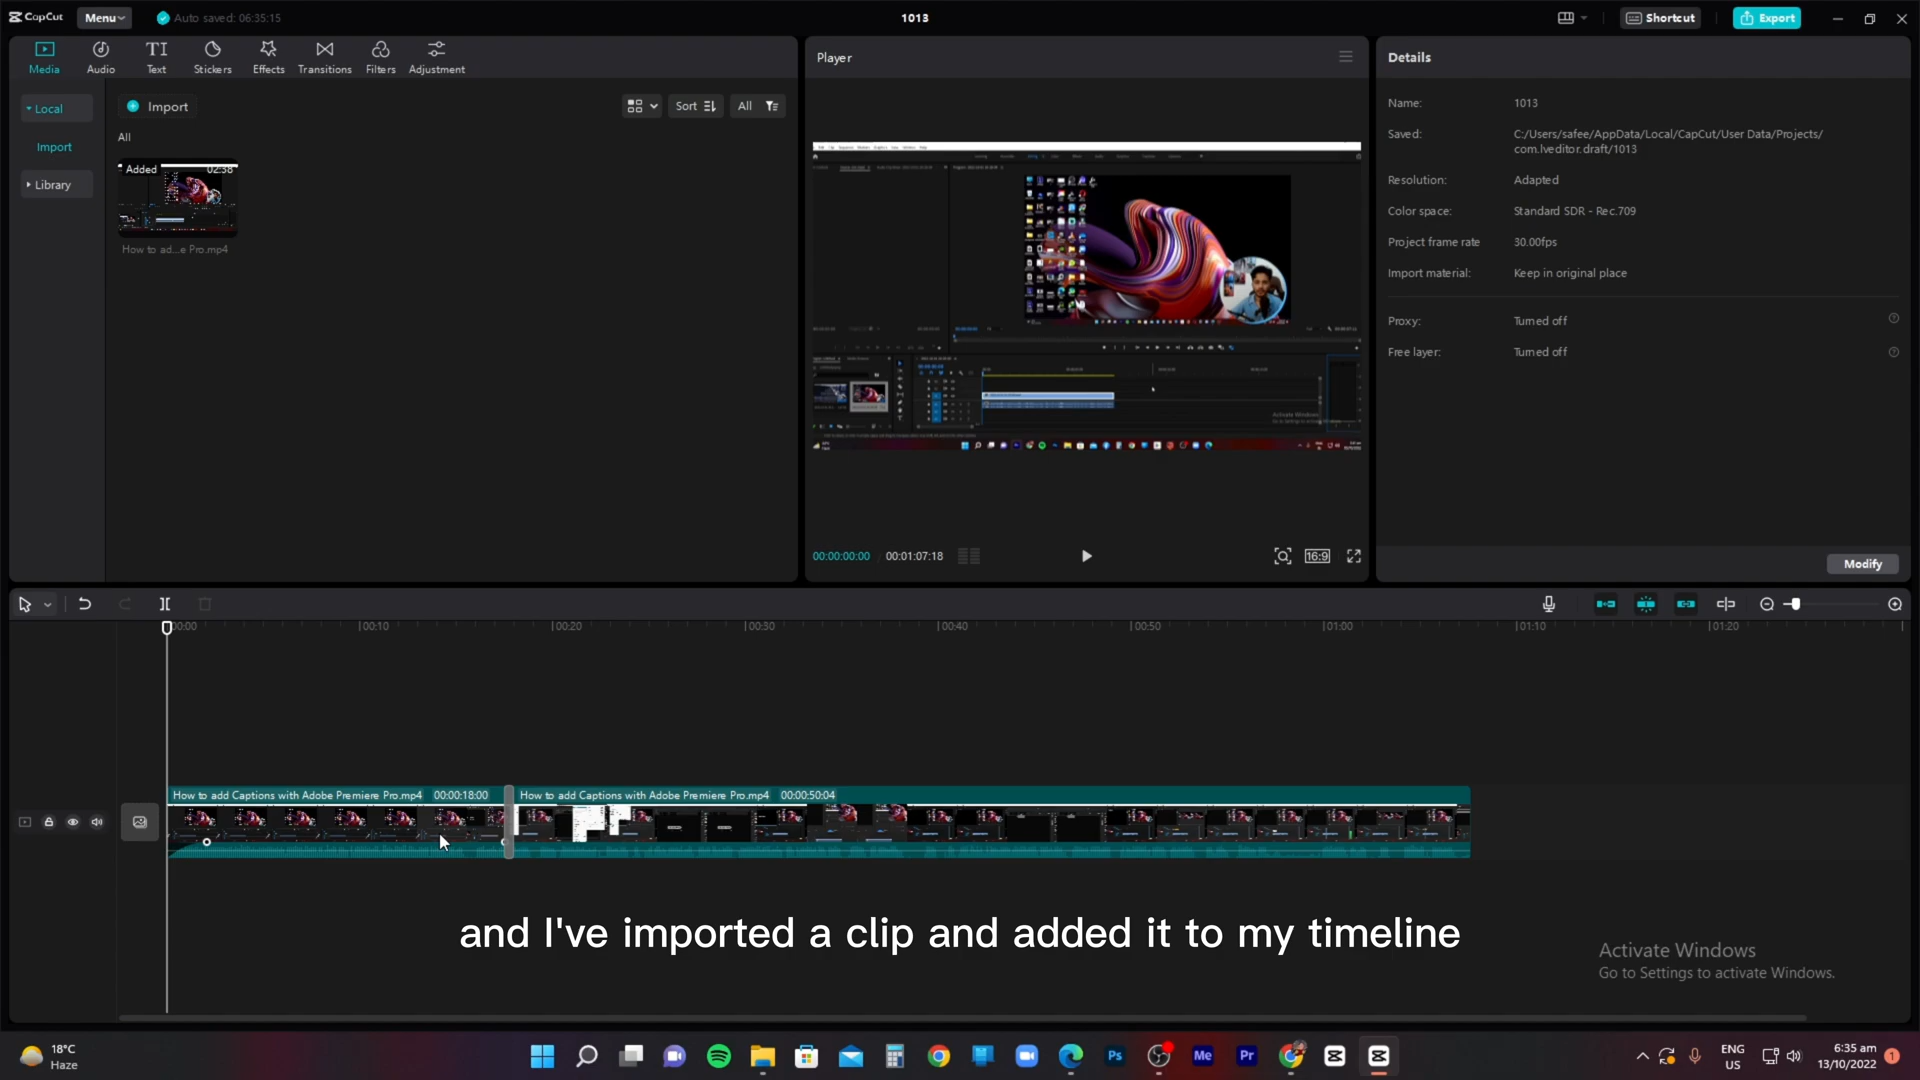 CapCut
Menu
Auto saved: 06:35:15
1013
Shortcut
Export
Media
Audio
Text
Stickers
Effects
Transitions
Filters
Adjustment
Local
Import
Library
Import
Sort
All
All
Added
02:38
How to ad...e Pro.mp4
Player
00:00:00:00
00:01:07:18
16:9
Details
Name: 1013
Saved: C:/Users/safee/AppData/Local/CapCut/User Data/Projects/
com.lveditor.draft/1013
Resolution: Adapted
Color space: Standard SDR - Rec.709
Project frame rate 30.00fps
Import material: Keep in original place
Proxy: Turned off
Free layer: Turned off
Modify
00:00
00:10
00:20
00:30
00:40
00:50
01:00
01:10
01:20
How to add Captions with Adobe Premiere Pro.mp4 00:00:18:00
How to add Captions with Adobe Premiere Pro.mp4 00:00:50:04
and I've imported a clip and added it to my timeline
Activate Windows
Go to Settings to activate Windows.
18°C
Haze
Ps
Me
Pr
ENG
US
6:35 am
13/10/2022
1